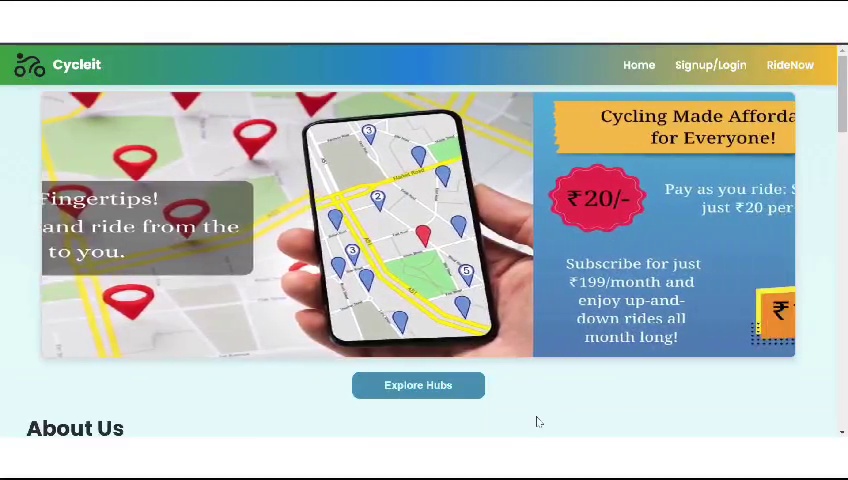 Cycleit
Home Signup/Login RideNow
Fingertips!
and ride from the
to you.
3
2
3
5
Cycling Made
for Everyone!
₹20/-
Pay as you ride:
just ₹20 per
Subscribe for just
₹199/month and
enjoy up-and-
down rides all
month long!
Explore Hubs
About Us